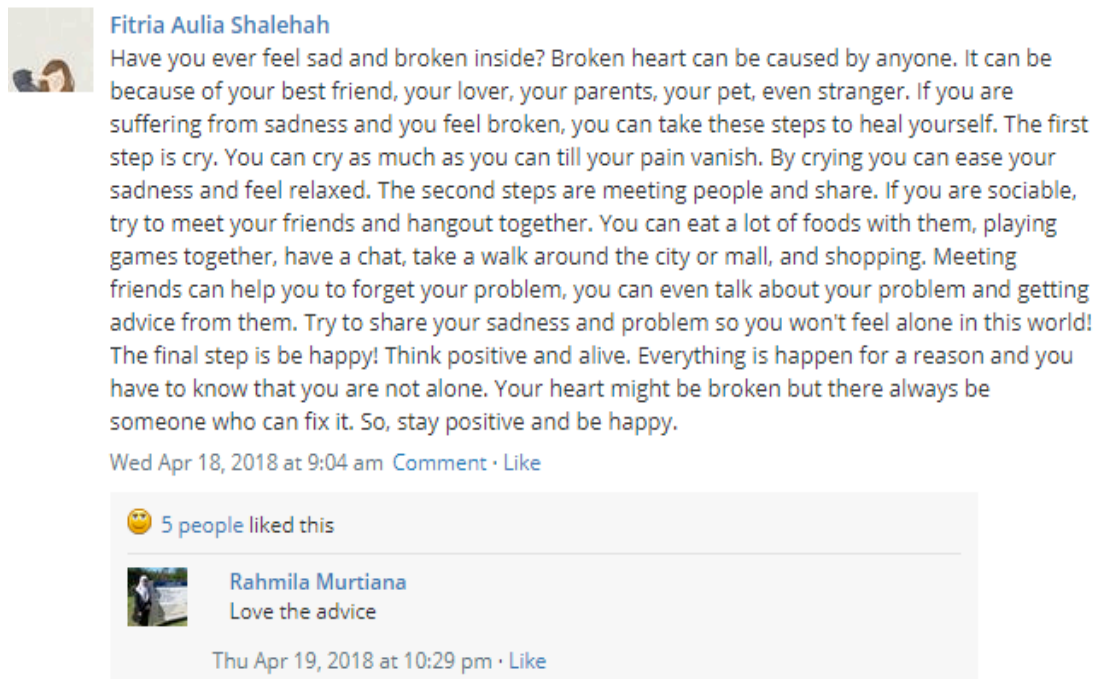 Fitria Aulia Shalehah
Have you ever feel sad and broken inside? Broken heart can be caused by anyone. It can be
because of your best friend, your lover, your parents, your pet, even stranger. If you are
suffering from sadness and you feel broken, you can take these steps to heal yourself. The first
step is cry. You can cry as much as you can till your pain vanish. By crying you can ease your
sadness and feel relaxed. The second steps are meeting people and share. If you are sociable,
try to meet your friends and hangout together. You can eat a lot of foods with them, playing
games together, have a chat, take a walk around the city or mall, and shopping. Meeting
friends can help you to forget your problem, you can even talk about your problem and getting
advice from them. Try to share your sadness and problem so you won't feel alone in this world!
The final step is be happy! Think positive and alive. Everything is happen for a reason and you
have to know that you are not alone. Your heart might be broken but there always be
someone who can fix it. So, stay positive and be happy.
Wed Apr 18, 2018 at 9:04 am Comment · Like
5 people liked this
Rahmila Murtiana
Love the advice
Thu Apr 19, 2018 at 10:29 pm · Like